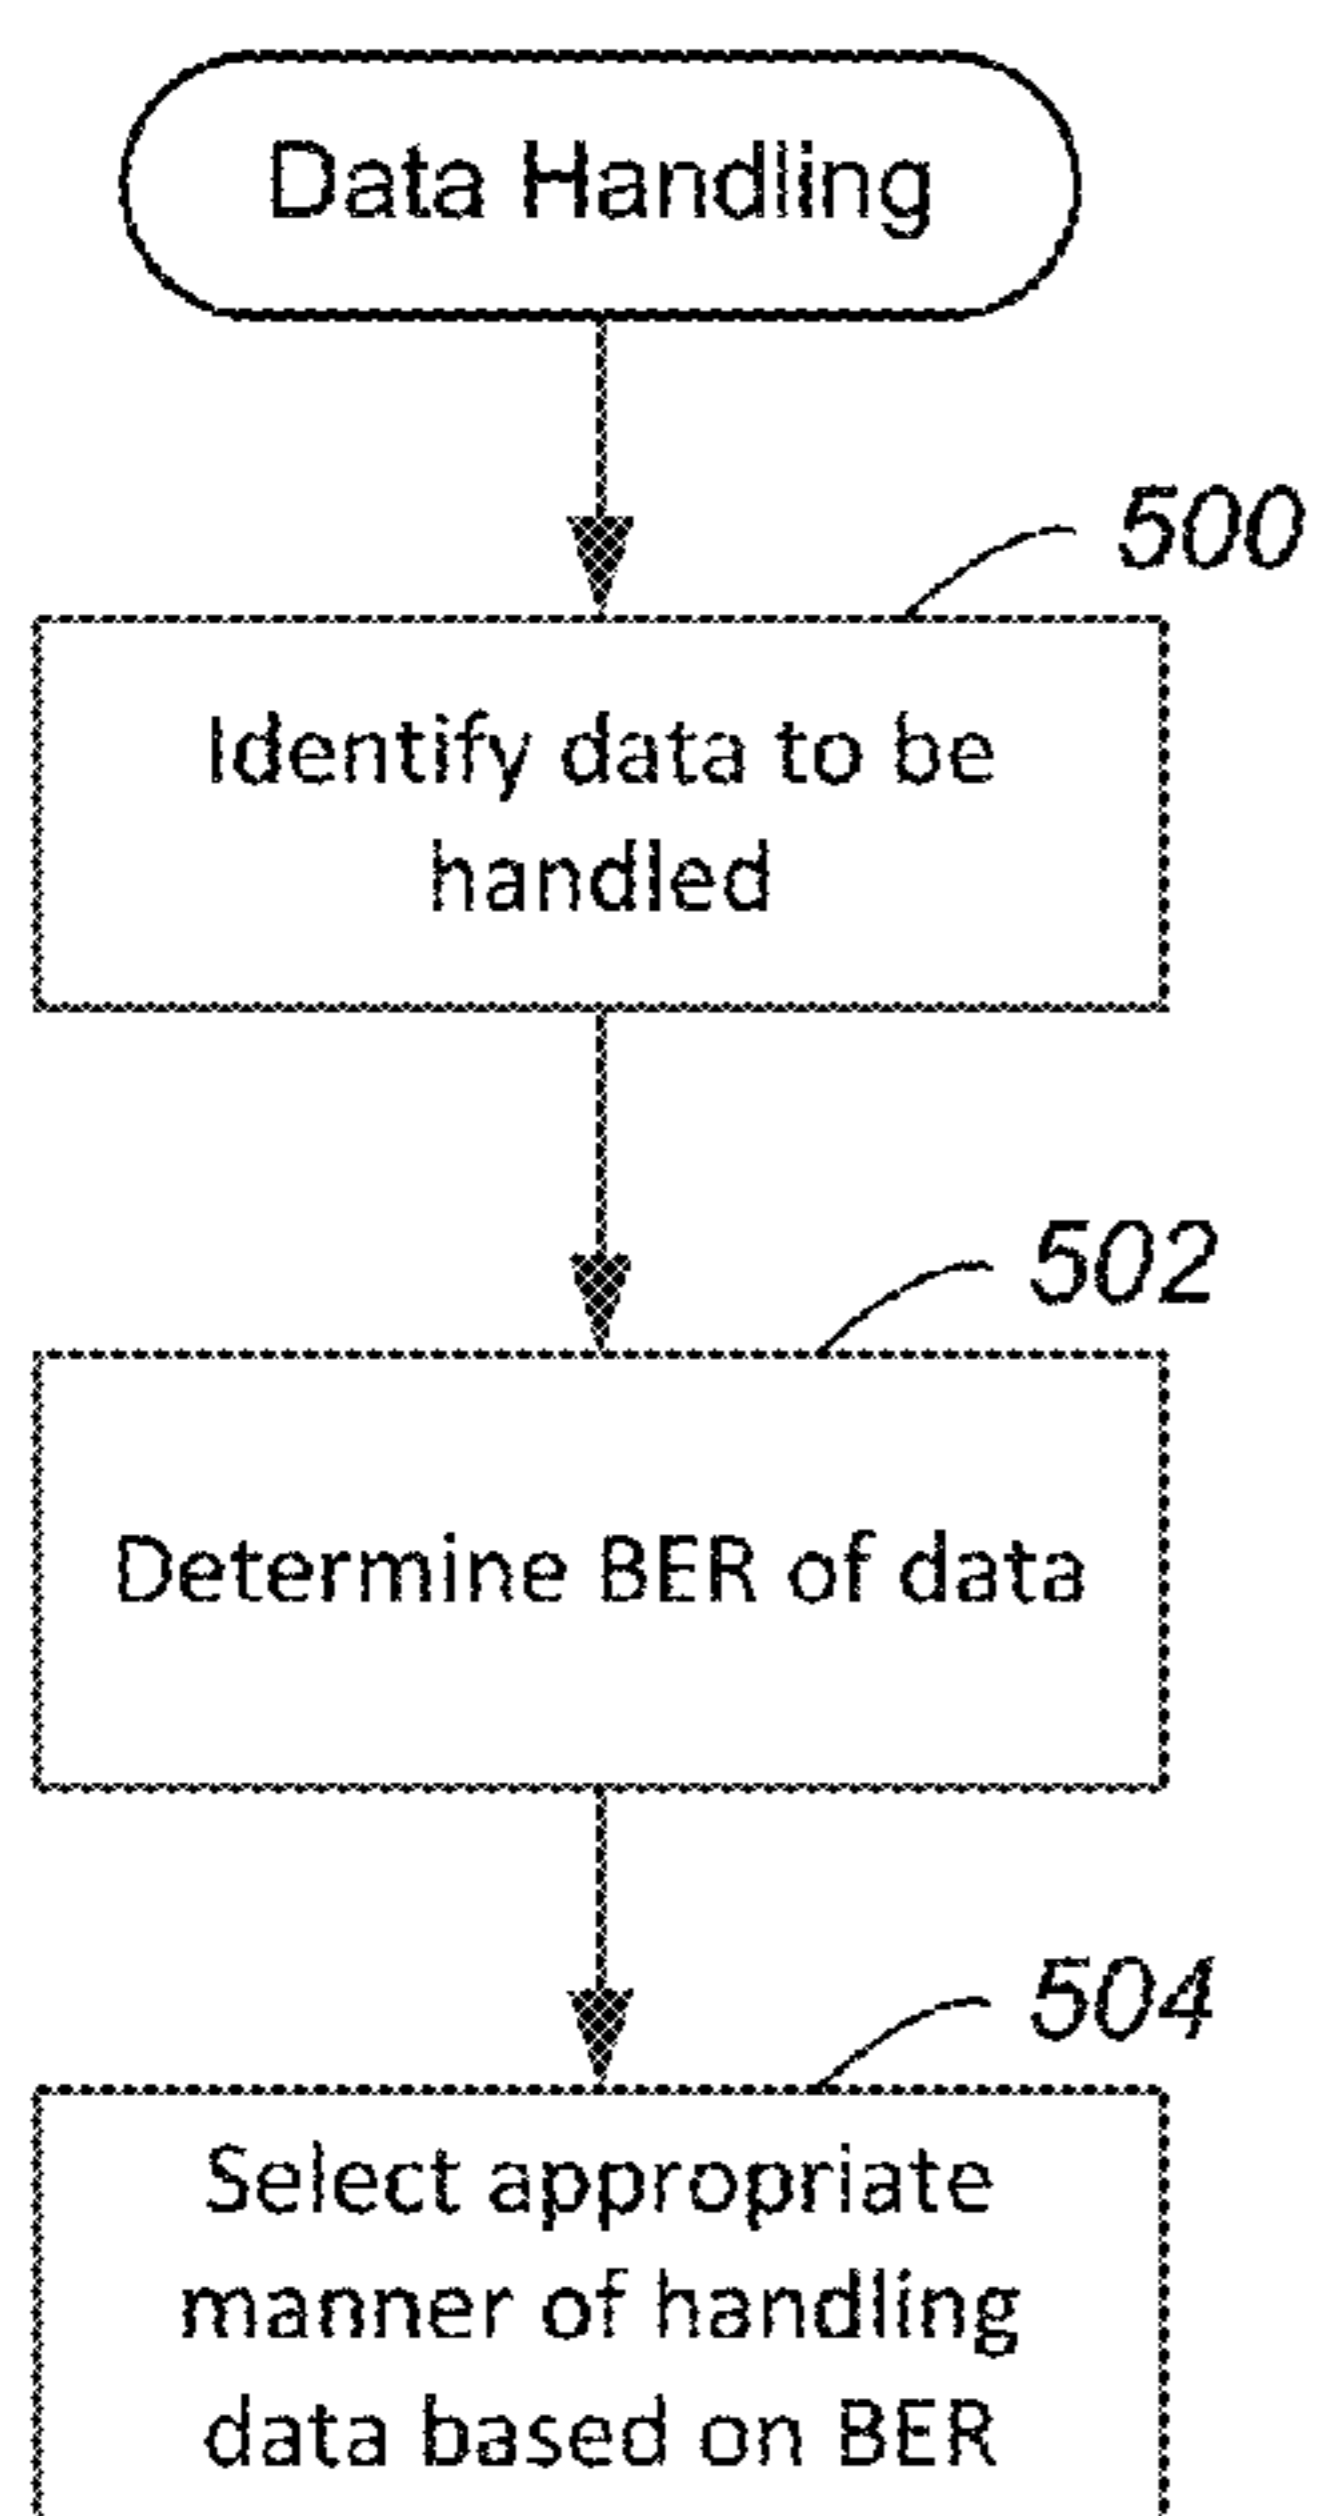 Data Handling
500
Identify data to be
handled
502
Determine BER of data
504
Select appropriate
manner of handling
data based on BER